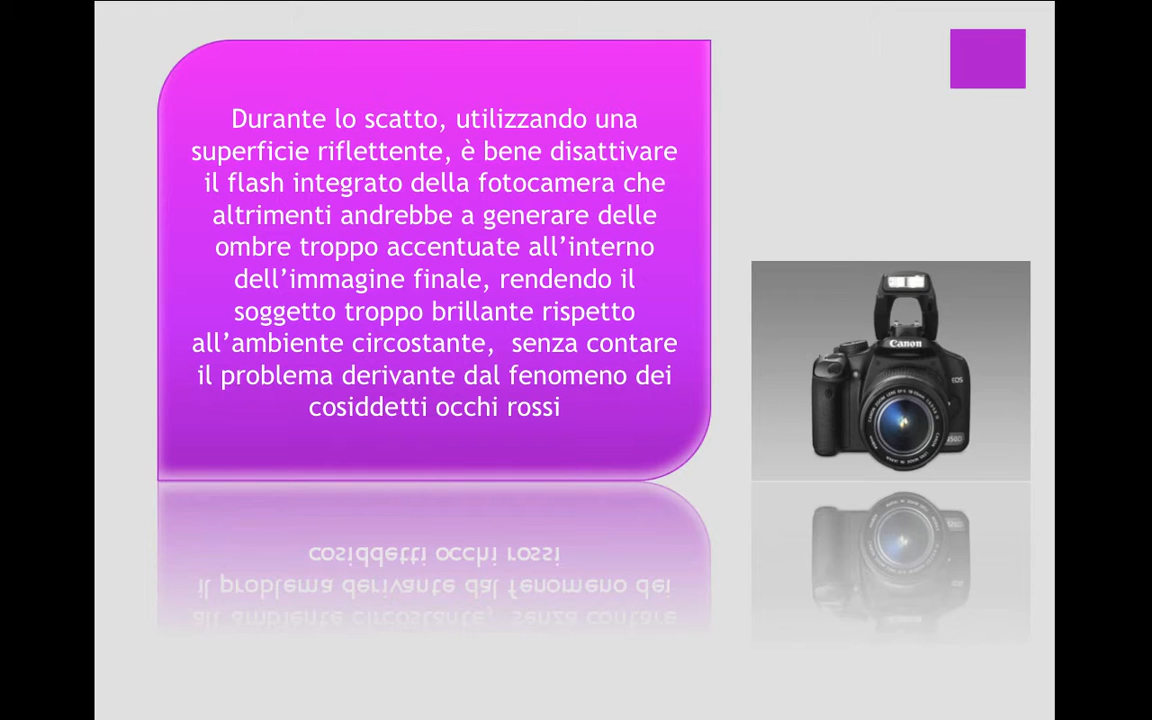 Durante lo scatto, utilizzando una
superficie riflettente, è bene disattivare
il flash integrato della fotocamera che
altrimenti andrebbe a generare delle
ombre troppo accentuate all’interno
dell’immagine finale, rendendo il
soggetto troppo brillante rispetto
all’ambiente circostante,  senza contare
il problema derivante dal fenomeno dei
cosiddetti occhi rossi
Canon
EOS